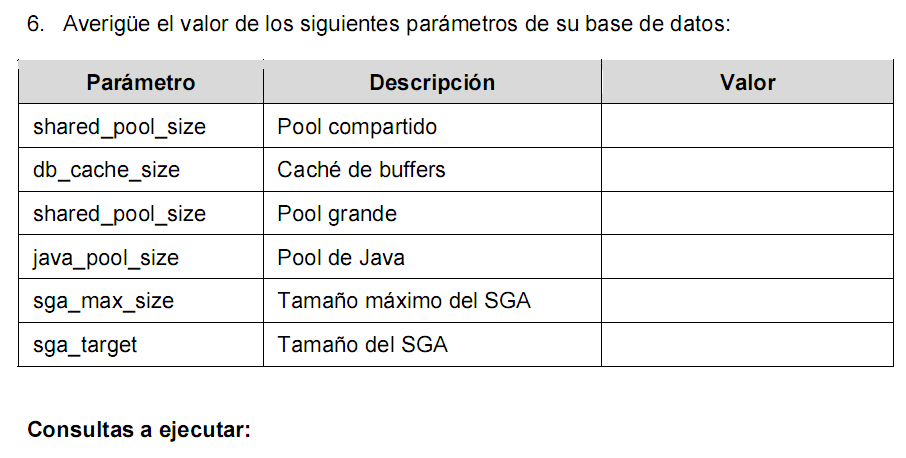 6. Averigüe el valor de los siguientes parámetros de su base de datos:
Parámetro Descripción Valor
shared_pool_size Pool compartido
db_cache_size Caché de buffers
shared_pool_size Pool grande
java_pool_size Pool de Java
sga_max_size Tamaño máximo del SGA
sga_target Tamaño del SGA
Consultas a ejecutar: